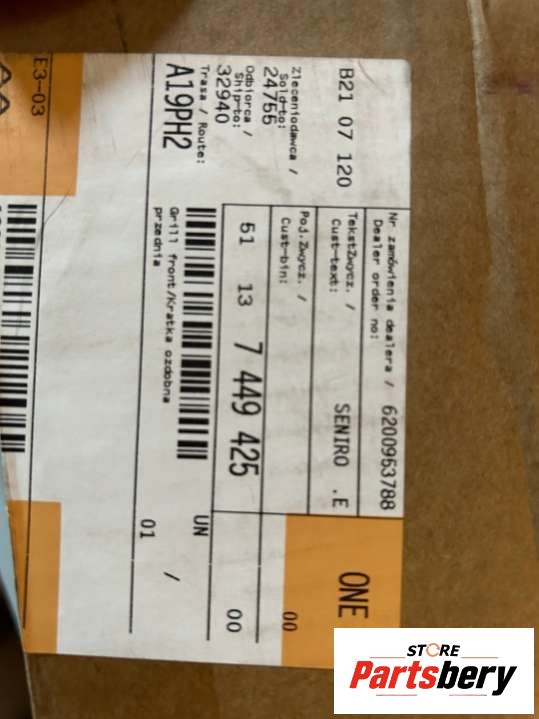 B21 07 120
Zleceniodawca /
Sold-to:
24755
Odbiorca /
Ship-to:
32940
Trasa / Route:
A19PH2
Nr zamówienia dealera /
Dealer order no:
6200953788
TekstZwycz. /
Cust-text:
SENIRO .E
Poj.Zwycz. /
Cust-bin:
51 13 7 449 425
Grill front/Kratka ozdobna
przednia
ONE
00
00
UN
/
01
E3-03
STORE
Partsbery